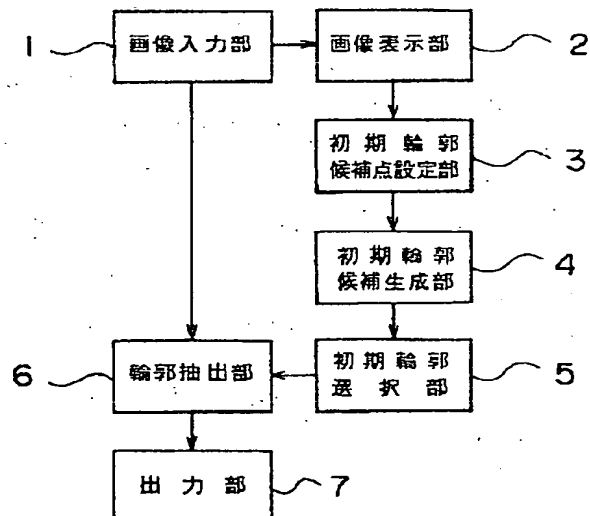 1
画像入力部
画像表示部
2
初期輪郭
候補点設定部
3
初期輪郭
候補生成部
4
6
輪郭抽出部
初期輪郭
選択部
5
出力部
7